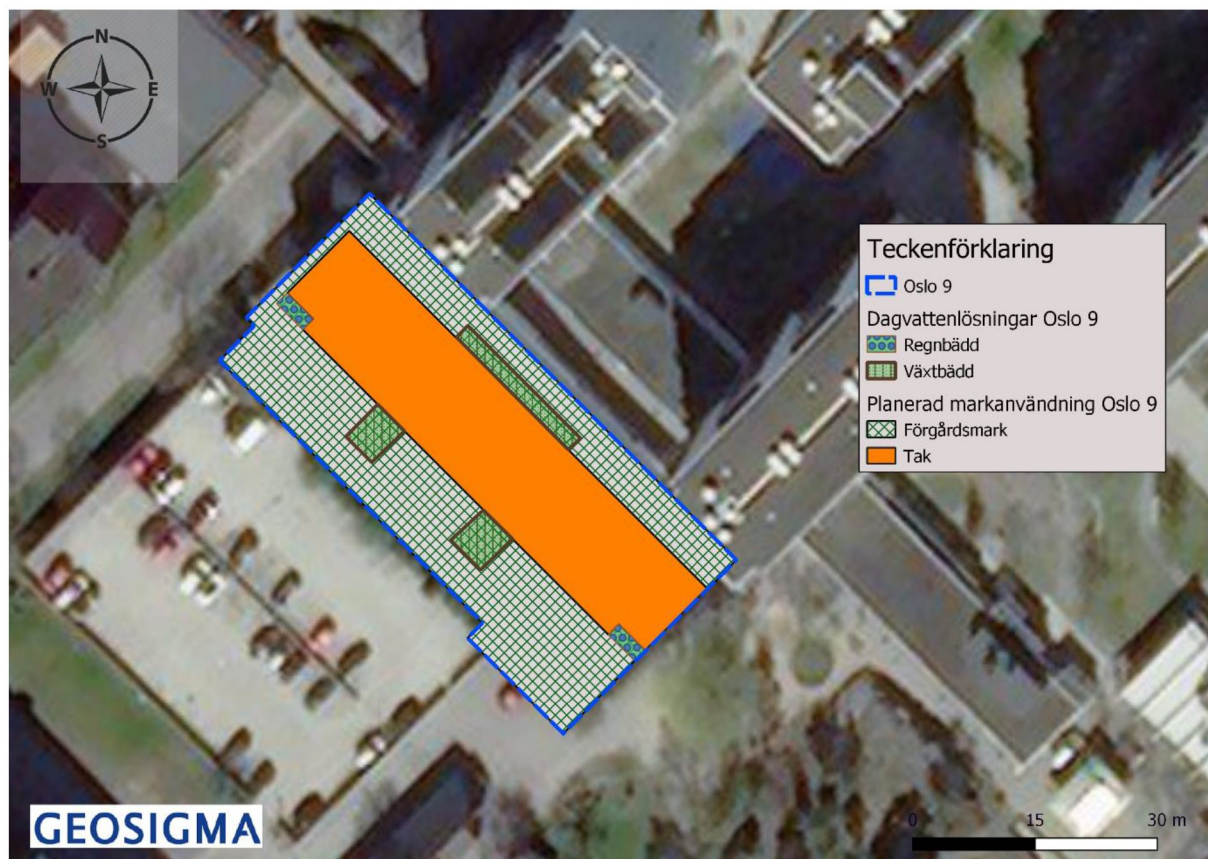 N
W E
S
Teckenförklaring
Oslo 9
Dagvattenlösningar Oslo 9
Regnbädd
Växtbädd
Planerad markanvändning Oslo 9
Förgårdsmark
Tak
GEOSIGMA
0 15 30 m